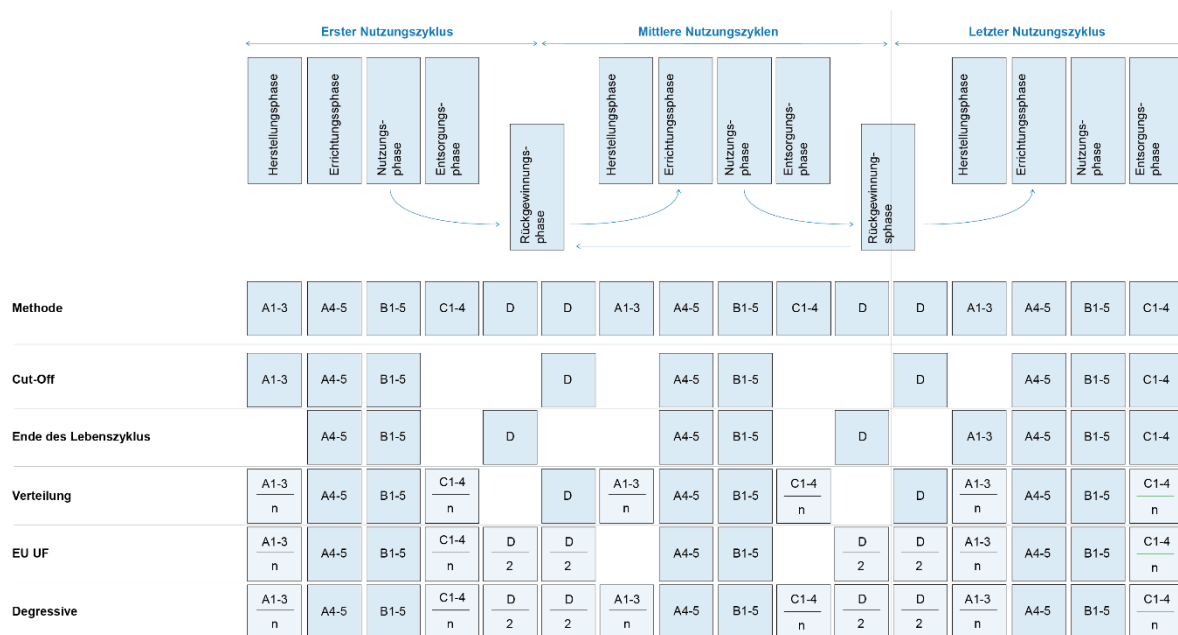 Erster Nutzungszyklus Mittlere Nutzungszyklen Letzter Nutzungszyklus
Herstellungsphase
Errichtungssphase
Nutzungs-
phase
Entsorgungs-
phase
Rückgewinnungs-
phase
Herstellungsphase
Errichtungssphase
Nutzungs-
phase
Entsorgungs-
phase
Rückgewinnung-
sphase
Herstellungsphase
Errichtungssphase
Nutzungs-
phase
Entsorgungs-
phase
Methode A1-3 A4-5 B1-5 C1-4 D D A1-3 A4-5 B1-5 C1-4 D D A1-3 A4-5 B1-5 C1-4
Cut-Off A1-3 A4-5 B1-5 D A4-5 B1-5 D A4-5 B1-5 C1-4
Ende des Lebenszyklus A4-5 B1-5 D A4-5 B1-5 D A1-3 A4-5 B1-5 C1-4
A1-3 C1-4 A1-3 C1-4 A1-3 C1-4
Verteilung A4-5 B1-5 D A4-5 B1-5 D A4-5 B1-5
n n n n n n
A1-3 C1-4 D D D D A1-3 C1-4
EU UF A4-5 B1-5 A4-5 B1-5 A4-5 B1-5
n n 2 2 2 2 n n
A1-3 C1-4 D D A1-3 C1-4 D D A1-3 C1-4
Degressive A4-5 B1-5 A4-5 B1-5 A4-5 B1-5
n n 2 2 n n 2 2 n n